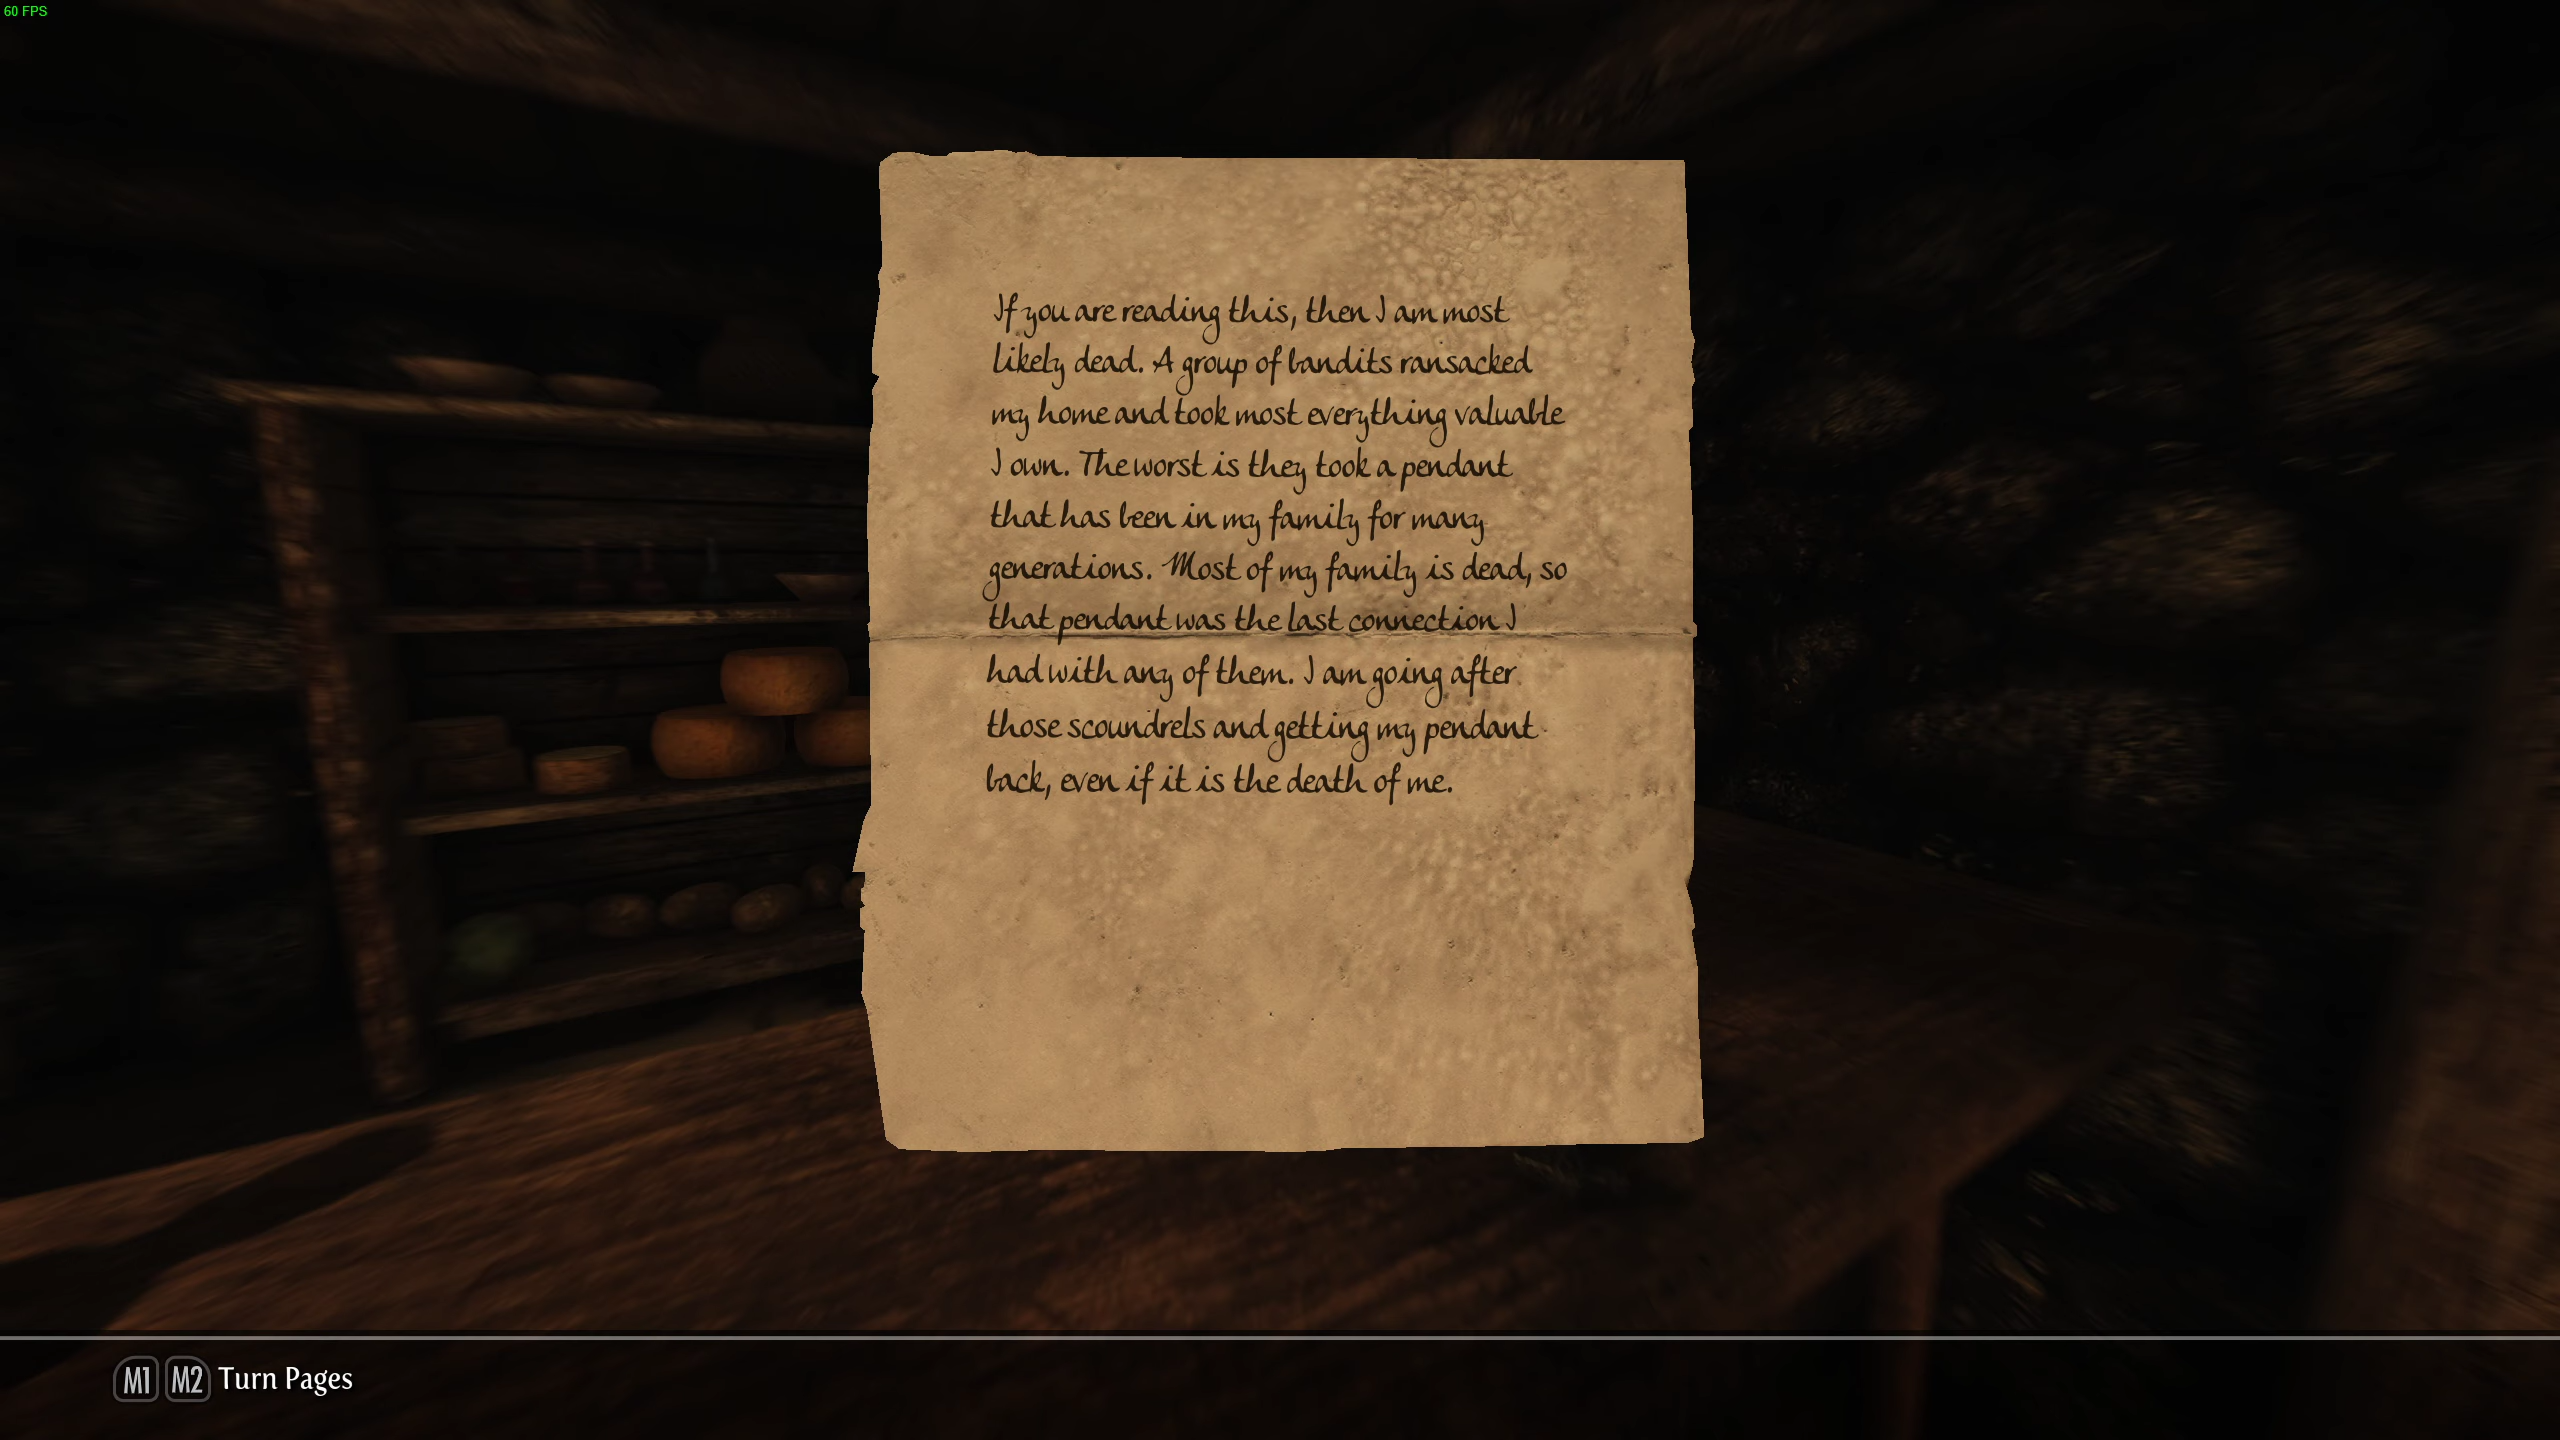 60 FPS
If you are reading this, then I am most
likely dead. A group of bandits ransacked
my home and took most everything valuable
I own. The worst is they took a pendant
that has been in my family for many
generations. Most of my family is dead, so
that pendant was the last connection I
had with any of them. I am going after
those scoundrels and getting my pendant
back, even if it is the death of me.
M1 M2 Turn Pages